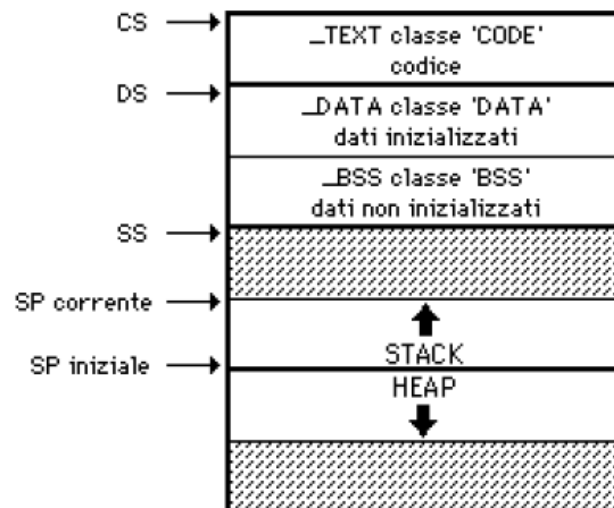 CS
_TEXT classe 'CODE'
codice
DS
_DATA classe 'DATA'
dati inizializzati
_BSS classe 'BSS'
dati non inizializzati
SS
SP corrente
STACK
SP iniziale
HEAP